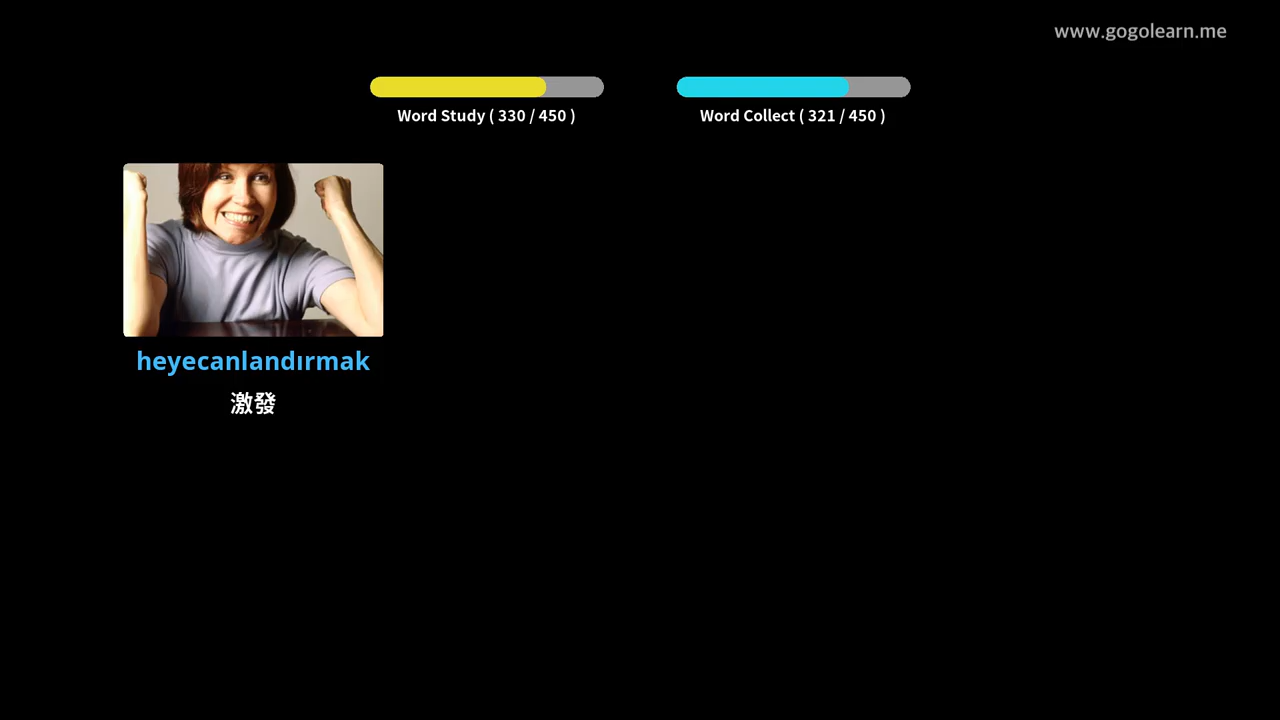 www.gogolearn.me
Word Study ( 330 / 450 )
Word Collect ( 321 / 450 )
heyecanlandırmak
激發